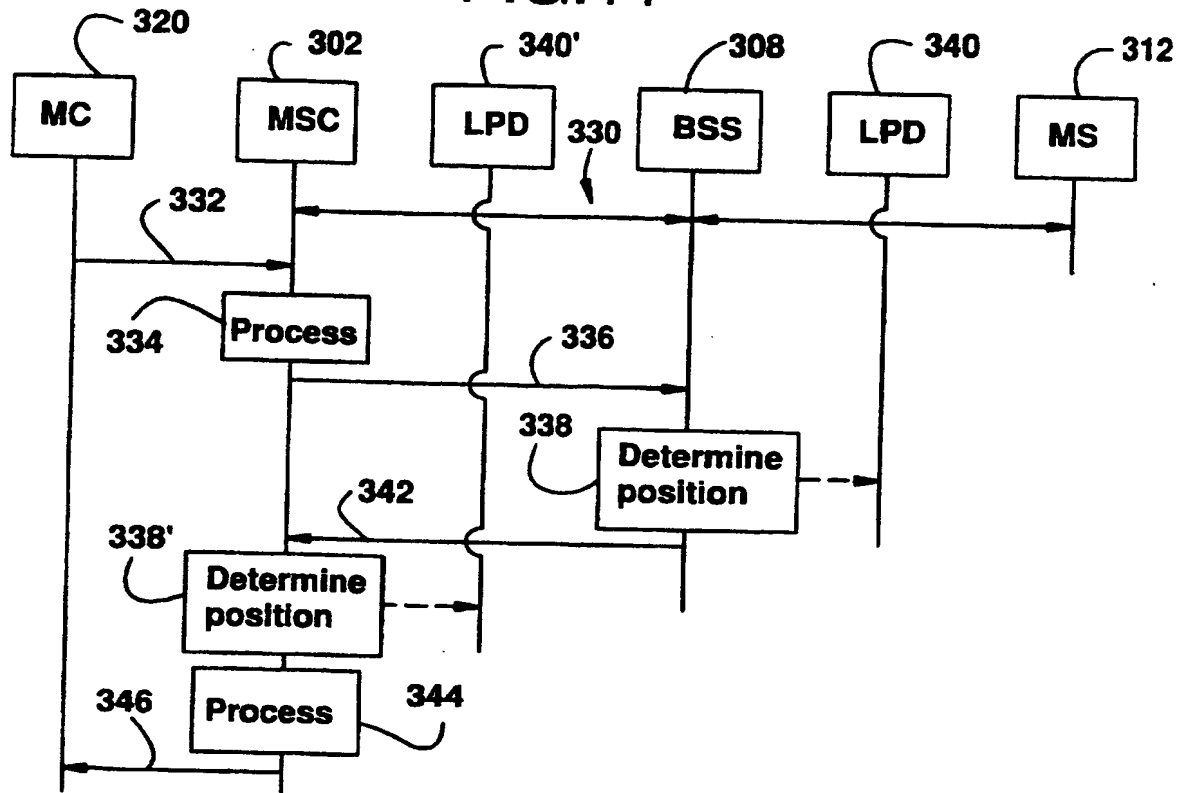 320
302
340'
308
340
312
MC
MSC
LPD
330
BSS
LPD
MS
332
334
Process
336
338
Determine
position
342
338'
Determine
position
346
Process
344